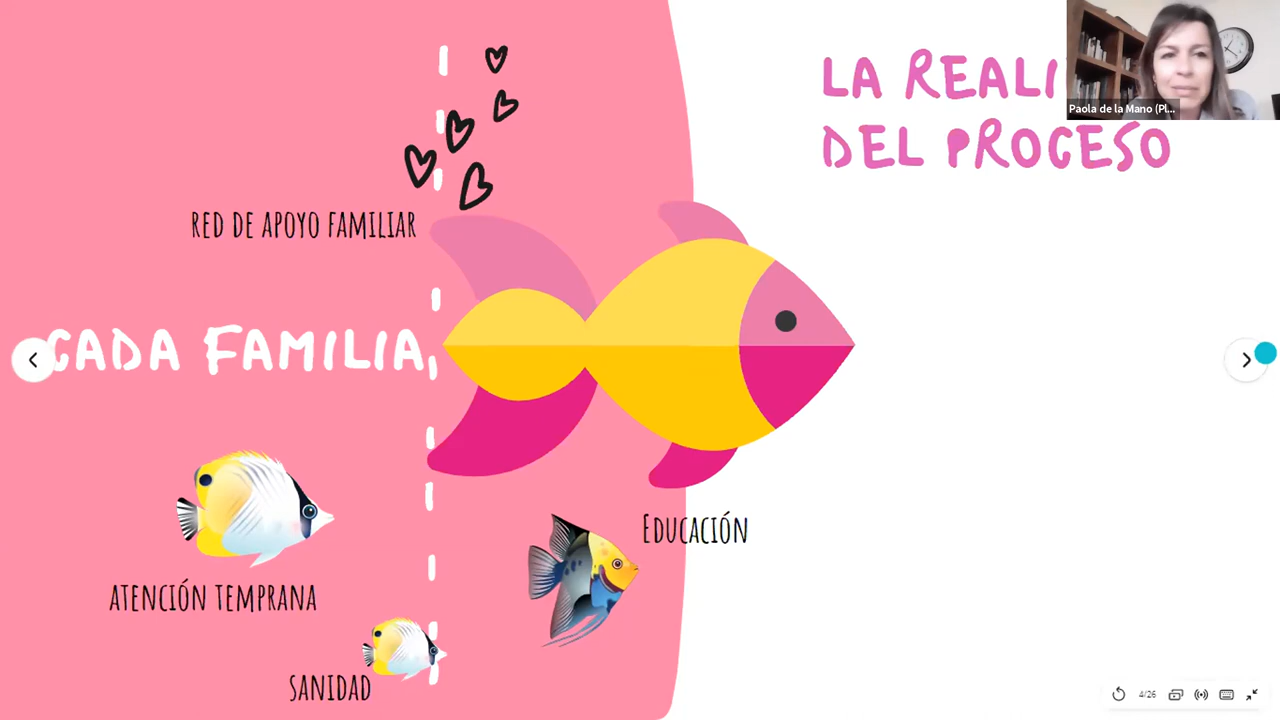 LA REALI
Paola de la Mano (Pl...
DEL PROCESO
RED DE APOYO FAMILIAR
CADA FAMILIA,
EDUCACIÓN
ATENCIÓN TEMPRANA
SANIDAD
4/26